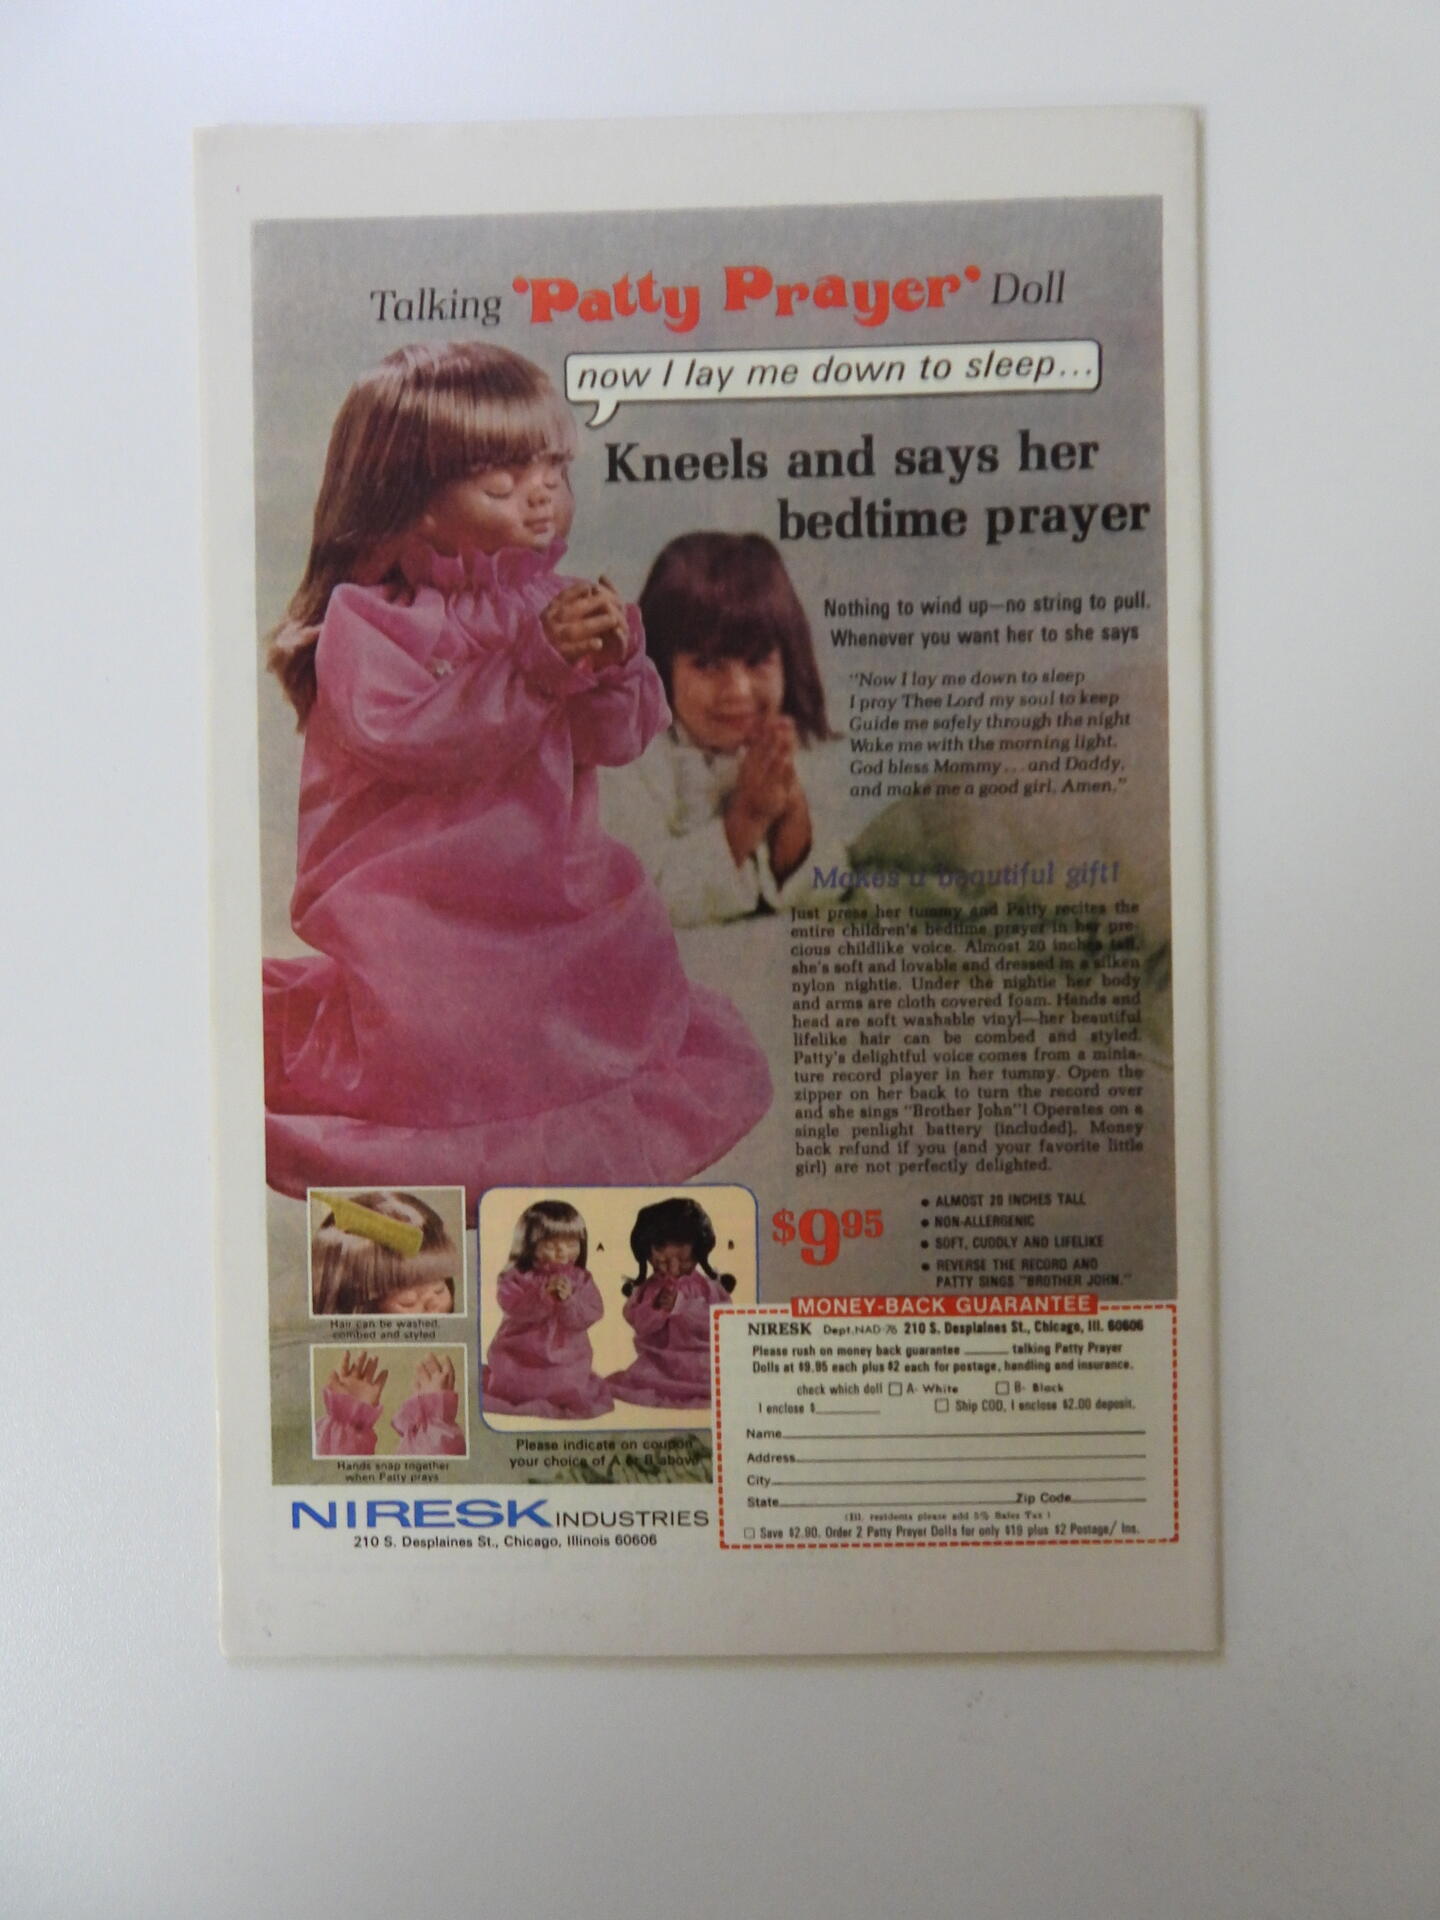 Talking 'Patty Prayer' Doll
now I lay me down to sleep...
Kneels and says her
bedtime prayer
Nothing to wind up—no string to pull.
Whenever you want her to she says
"Now I lay me down to sleep
I pray Thee Lord my soul to keep
Guide me safely through the night
Wake me with the morning light.
God bless Mommy... and Daddy,
and make me a good girl. Amen."
Makes a beautiful gift!
Just press her tummy and Patty recites the
entire children's bedtime prayer in her pre-
cious childlike voice. Almost 20 inches tall,
she's soft and lovable and dressed in a silken
nylon nightie. Under the nightie her body
and arms are cloth covered foam. Hands and
head are soft washable vinyl—her beautiful
lifelike hair can be combed and styled.
Patty's delightful voice comes from a minia-
ture record player in her tummy. Open the
zipper on her back to turn the record over
and she sings "Brother John"! Operates on a
single penlight battery (included). Money
back refund if you (and your favorite little
girl) are not perfectly delighted.
$9.95
• ALMOST 20 INCHES TALL
• NON-ALLERGENIC
• SOFT, CUDDLY AND LIFELIKE
• REVERSE THE RECORD AND
PATTY SINGS "BROTHER JOHN."
Hair can be washed,
combed and styled
Hands snap together
when Patty prays
A
B
Please indicate on coupon
your choice of A or B above
NIRESK INDUSTRIES
210 S. Desplaines St., Chicago, Illinois 60606
MONEY-BACK GUARANTEE
NIRESK Dept.NAD-76 210 S. Desplaines St., Chicago, Ill. 60606
Please rush on money back guarantee ______ talking Patty Prayer
Dolls at $9.95 each plus $2 each for postage, handling and insurance.
check which doll □ A- White □ B- Black
I enclose $________ □ Ship COD, I enclose $2.00 deposit.
Name
Address
City
State Zip Code
(Ill. residents please add 5% Sales Tax)
□ Save $2.90. Order 2 Patty Prayer Dolls for only $19 plus $2 Postage/ Ins.